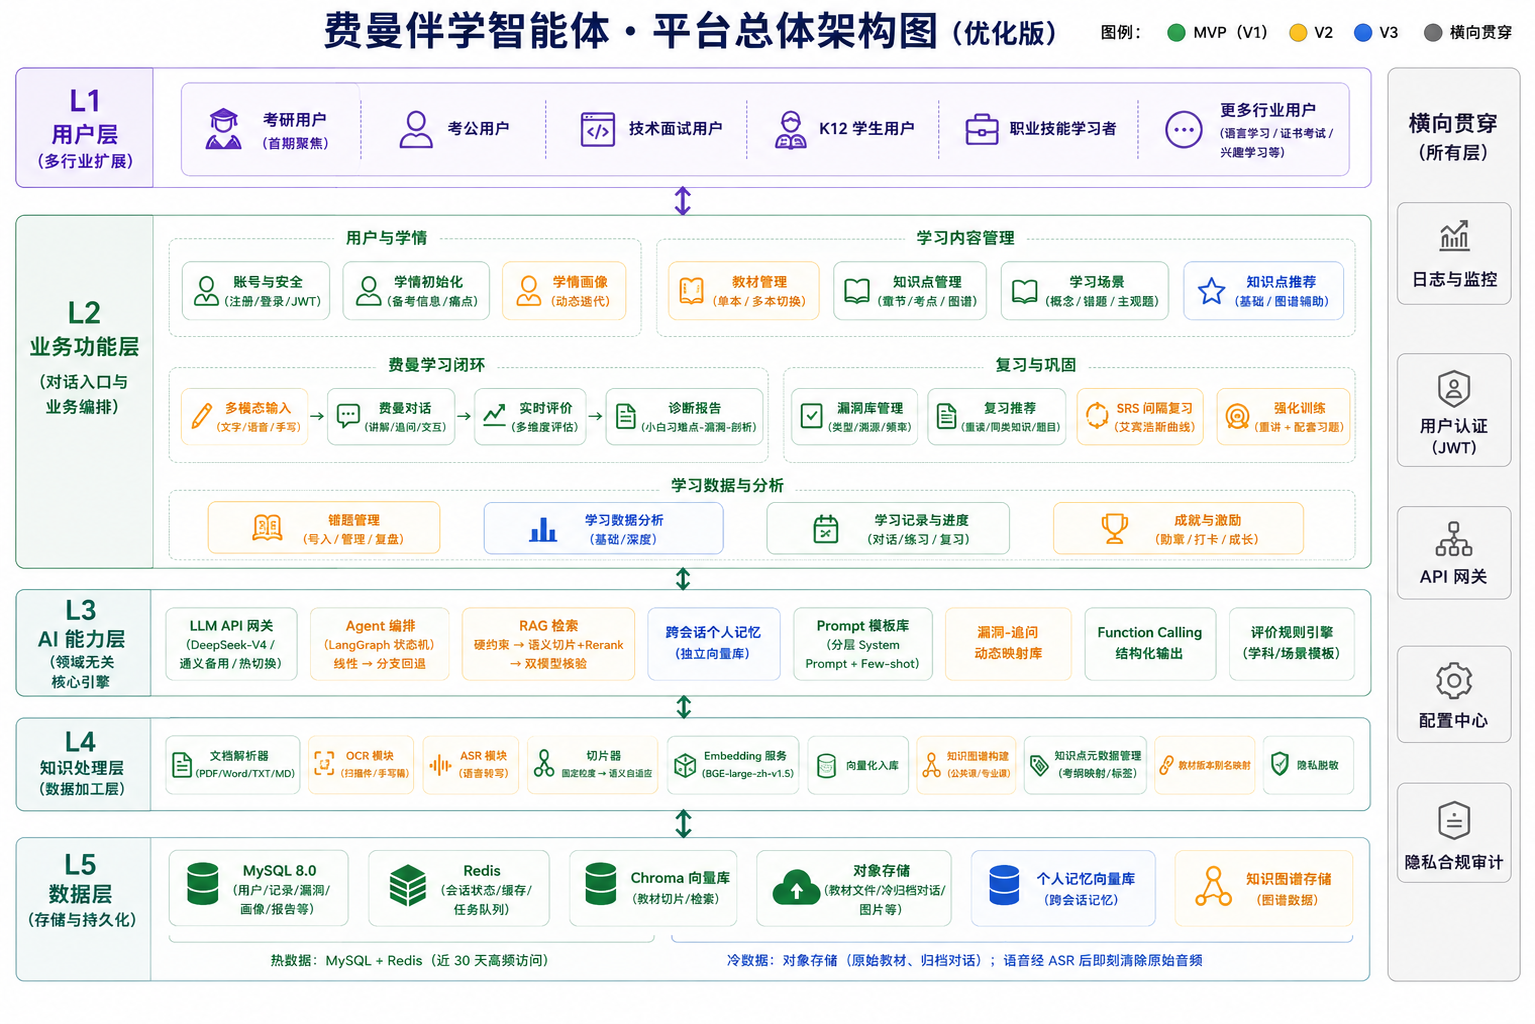 费曼伴学智能体·平台总体架构图(优化版)
图例： MVP（V1） V2 V3 横向贯穿
L1
用户层
（多行业扩展）
考研用户
（首期聚焦）
考公用户
技术面试用户
K12 学生用户
职业技能学习者
更多行业用户
（语言学习 / 证书考试 /
兴趣学习等）
L2
业务功能层
（对话入口与
业务编排）
用户与学情
账号与安全
（注册/登录/JWT）
学情初始化
（备考信息/痛点）
学情画像
（动态迭代）
学习内容管理
教材管理
（单本 / 多本切换）
知识点管理
（章节/考点/图谱）
学习场景
（概念/错题/主观题）
知识点推荐
（基础 / 图谱辅助）
费曼学习闭环
多模态输入
（文字/语音/手写）
费曼对话
（讲解/追问/交互）
实时评价
（多维度评估）
诊断报告
（小白习难点-漏洞-剖析）
复习与巩固
漏洞库管理
（类型/溯源/频率）
复习推荐
（重读/同类知识/题目）
SRS 间隔复习
（艾宾浩斯曲线）
强化训练
（重讲 + 配套习题）
学习数据与分析
错题管理
（号入 / 管理 / 复盘）
学习数据分析
（基础/深度）
学习记录与进度
（对话/练习/复习）
成就与激励
（勋章 / 打卡 / 成长）
L3
AI 能力层
（领域无关
核心引擎
LLM API 网关
（DeepSeek-V4 /
通义备用 / 热切换）
Agent 编排
（LangGraph 状态机）
线性 → 分支回退
RAG 检索
硬约束 → 语义切片+Rerank
→ 双模型核验
跨会话个人记忆
（独立向量库）
Prompt 模板库
（分层 System
Prompt + Few-shot）
漏洞-追问
动态映射库
Function Calling
结构化输出
评价规则引擎
（学科/场景模板）
L4
知识处理层
（数据加工层）
文档解析器
（PDF/Word/TXT/MD）
OCR 模块
（扫描件/手写稿）
ASR 模块
（语音转写）
切片器
固定粒度 → 语义自适应
Embedding 服务
（BGE-large-zh-v1.5）
向量化入库
知识图谱构建
（公共课/专业课）
知识点元数据管理
（考纲映射/标签）
教材版本别名映射
隐私脱敏
L5
数据层
（存储与持久化）
MySQL 8.0
（用户/记录/漏洞/
画像/报告等）
Redis
（会话状态/缓存/
任务队列）
Chroma 向量库
（教材切片/检索）
对象存储
（教材文件/冷归档对话/
图片等）
个人记忆向量库
（跨会话记忆）
知识图谱存储
（图谱数据）
热数据：MySQL + Redis（近 30 天高频访问）
冷数据：对象存储（原始教材、归档对话）；语音经 ASR 后即刻清除原始音频
横向贯穿
（所有层）
日志与监控
用户认证
（JWT）
API 网关
配置中心
隐私合规审计